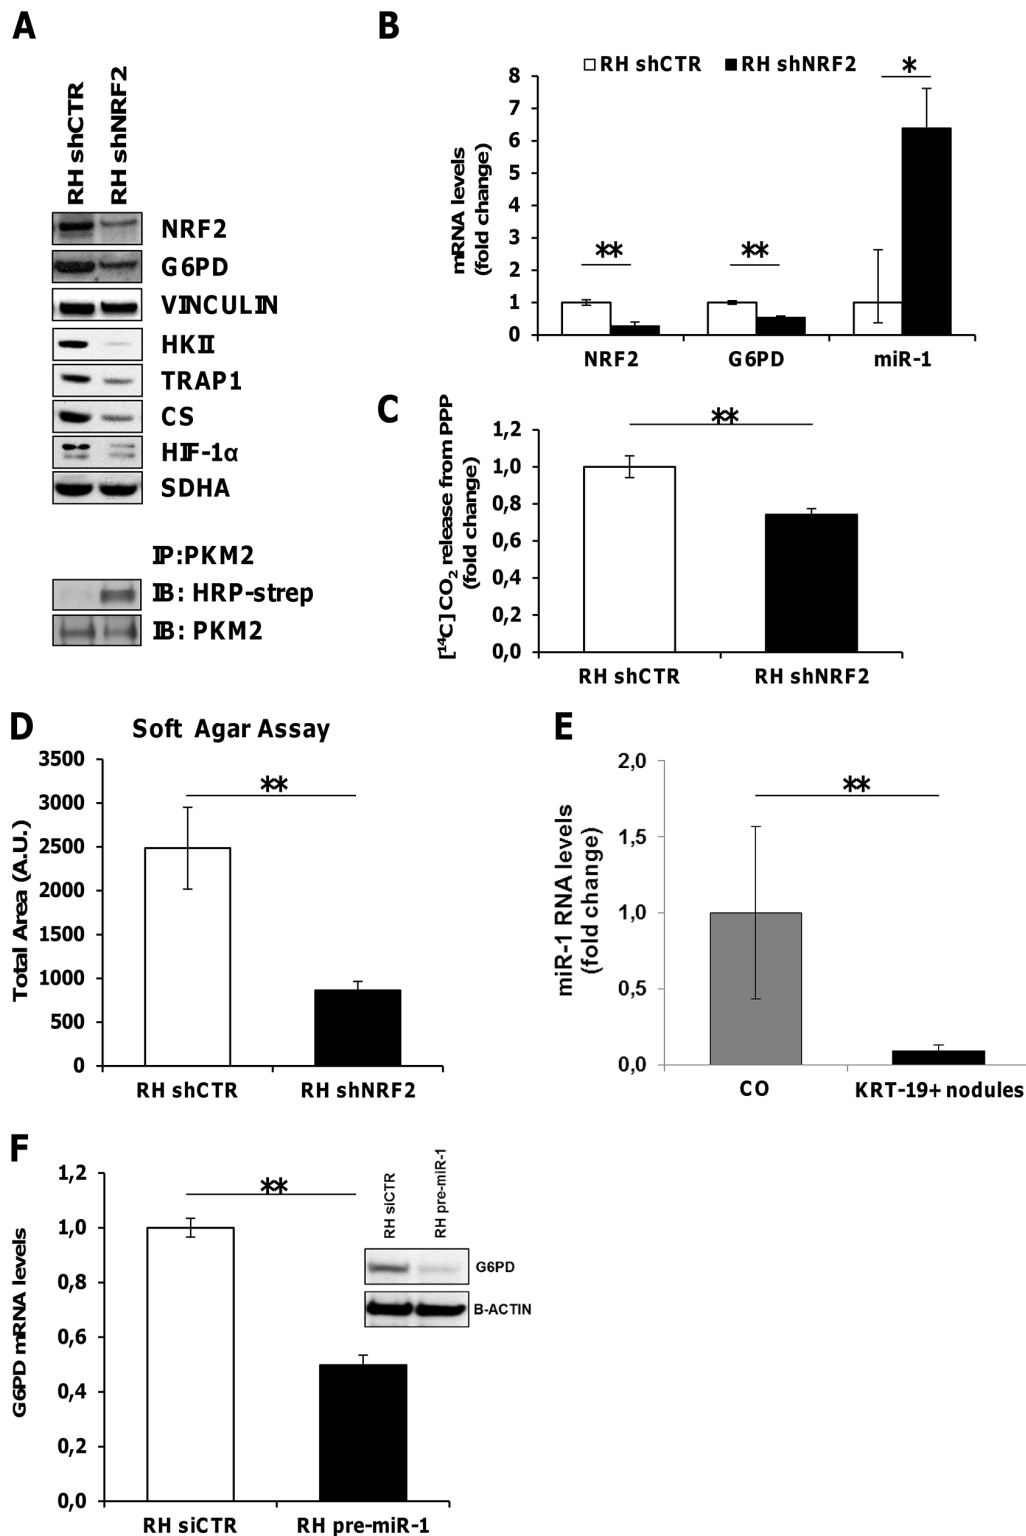 A
RH shCTR
RH shNRF2
NRF2
G6PD
VINCULIN
HKII
TRAP1
CS
HIF-1α
SDHA
IP:PKM2
IB: HRP-strep
IB: PKM2
B
RH shCTR RH shNRF2
mRNA levels
(fold change)
8
7
6
5
4
3
2
1
0
**
**
*
NRF2 G6PD miR-1
C
[¹⁴C] CO₂ release from PPP
(fold change)
1,2
1,0
0,8
0,6
0,4
0,2
0,0
**
RH shCTR RH shNRF2
D
Soft Agar Assay
Total Area (A.U.)
3500
3000
2500
2000
1500
1000
500
0
**
RH shCTR RH shNRF2
E
miR-1 RNA levels
(fold change)
2,0
1,5
1,0
0,5
0,0
**
CO KRT-19+ nodules
F
G6PD mRNA levels
1,2
1,0
0,8
0,6
0,4
0,2
0,0
**
RH siCTR
RH pre-miR-1
G6PD
B-ACTIN
RH siCTR RH pre-miR-1